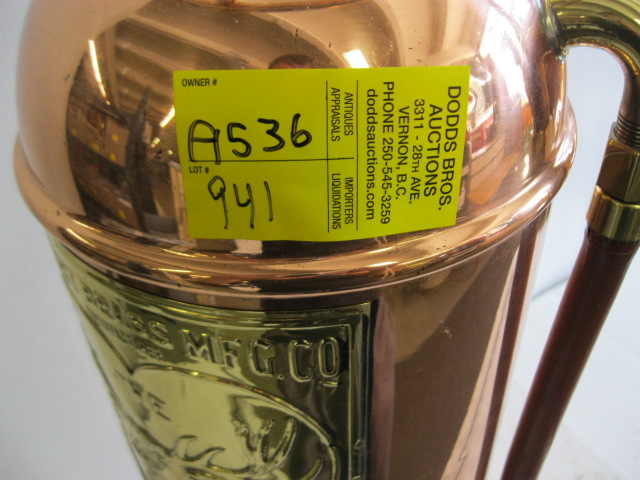 OWNER #
A536
LOT #
941
ANTIQUES
APPRAISALS
IMPORTERS
LIQUIDATIONS
DODDS BROS.
AUCTIONS
3311 - 28TH AVE.
VERNON, B.C.
PHONE 250-545-3259
doddsauctions.com
BRASS MFG. CO